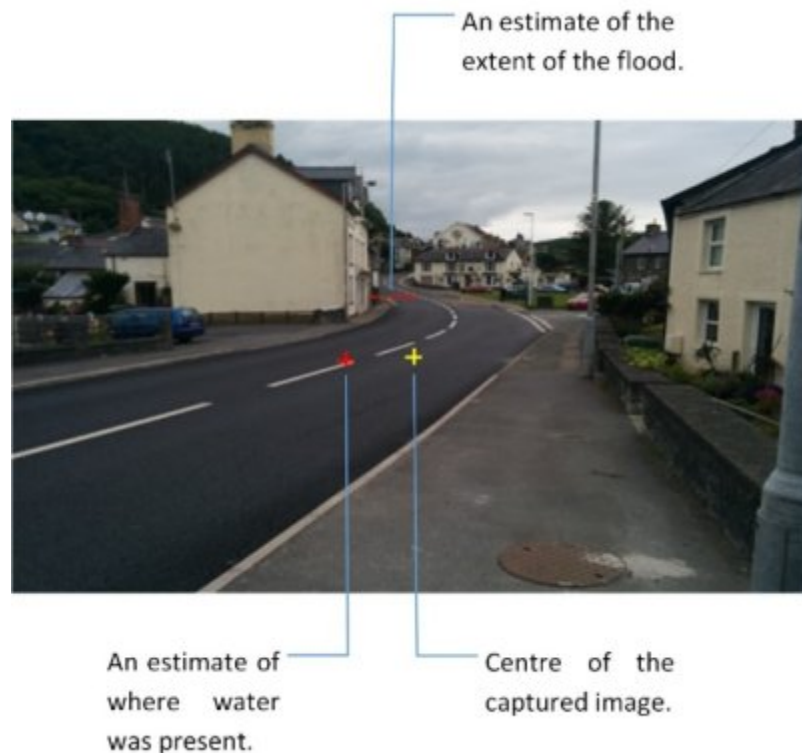 An estimate of the
extent of the flood.
An estimate of
where water
was present.
Centre of the
captured image.